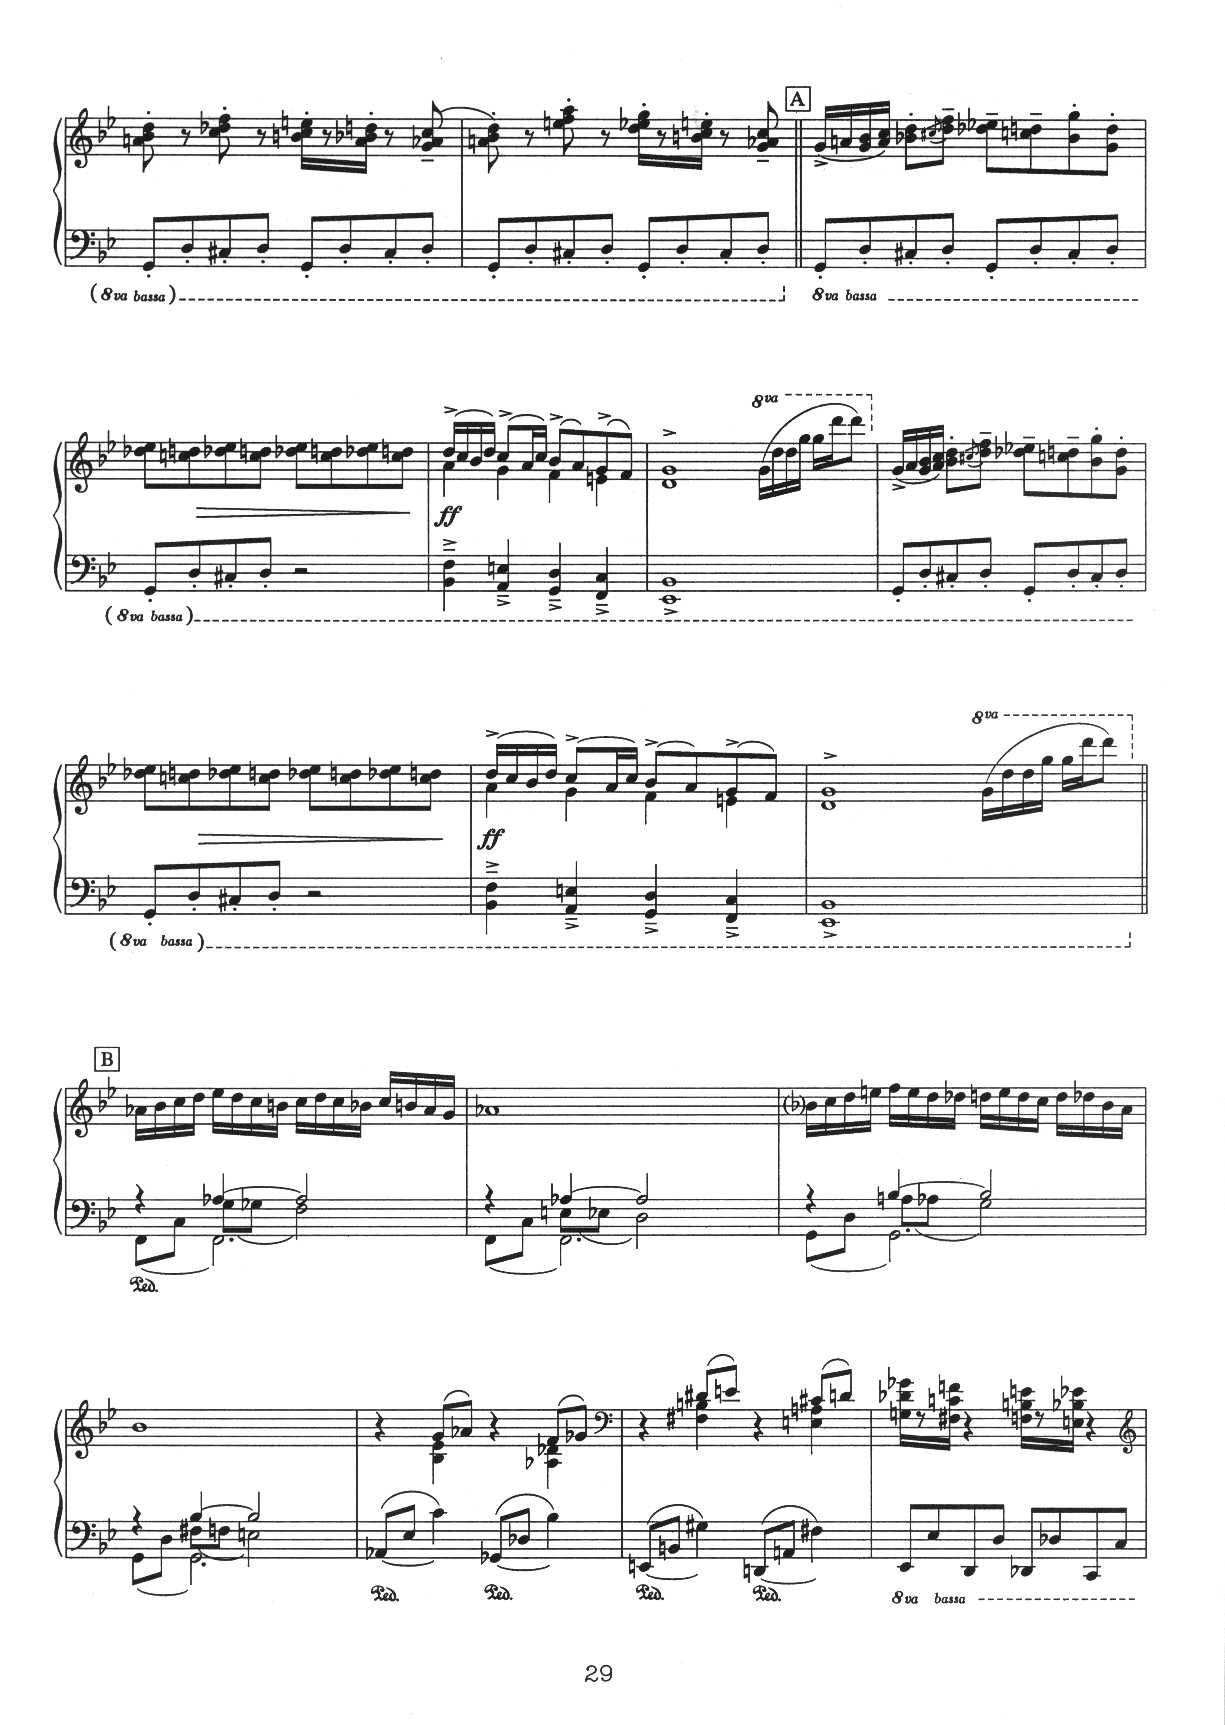 A
(8va bassa)
8va bassa
8va
ff
(8va bassa)
8va
ff
(8va bassa)
B
Ped.
Ped. Ped. Ped. Ped.
8va bassa
29